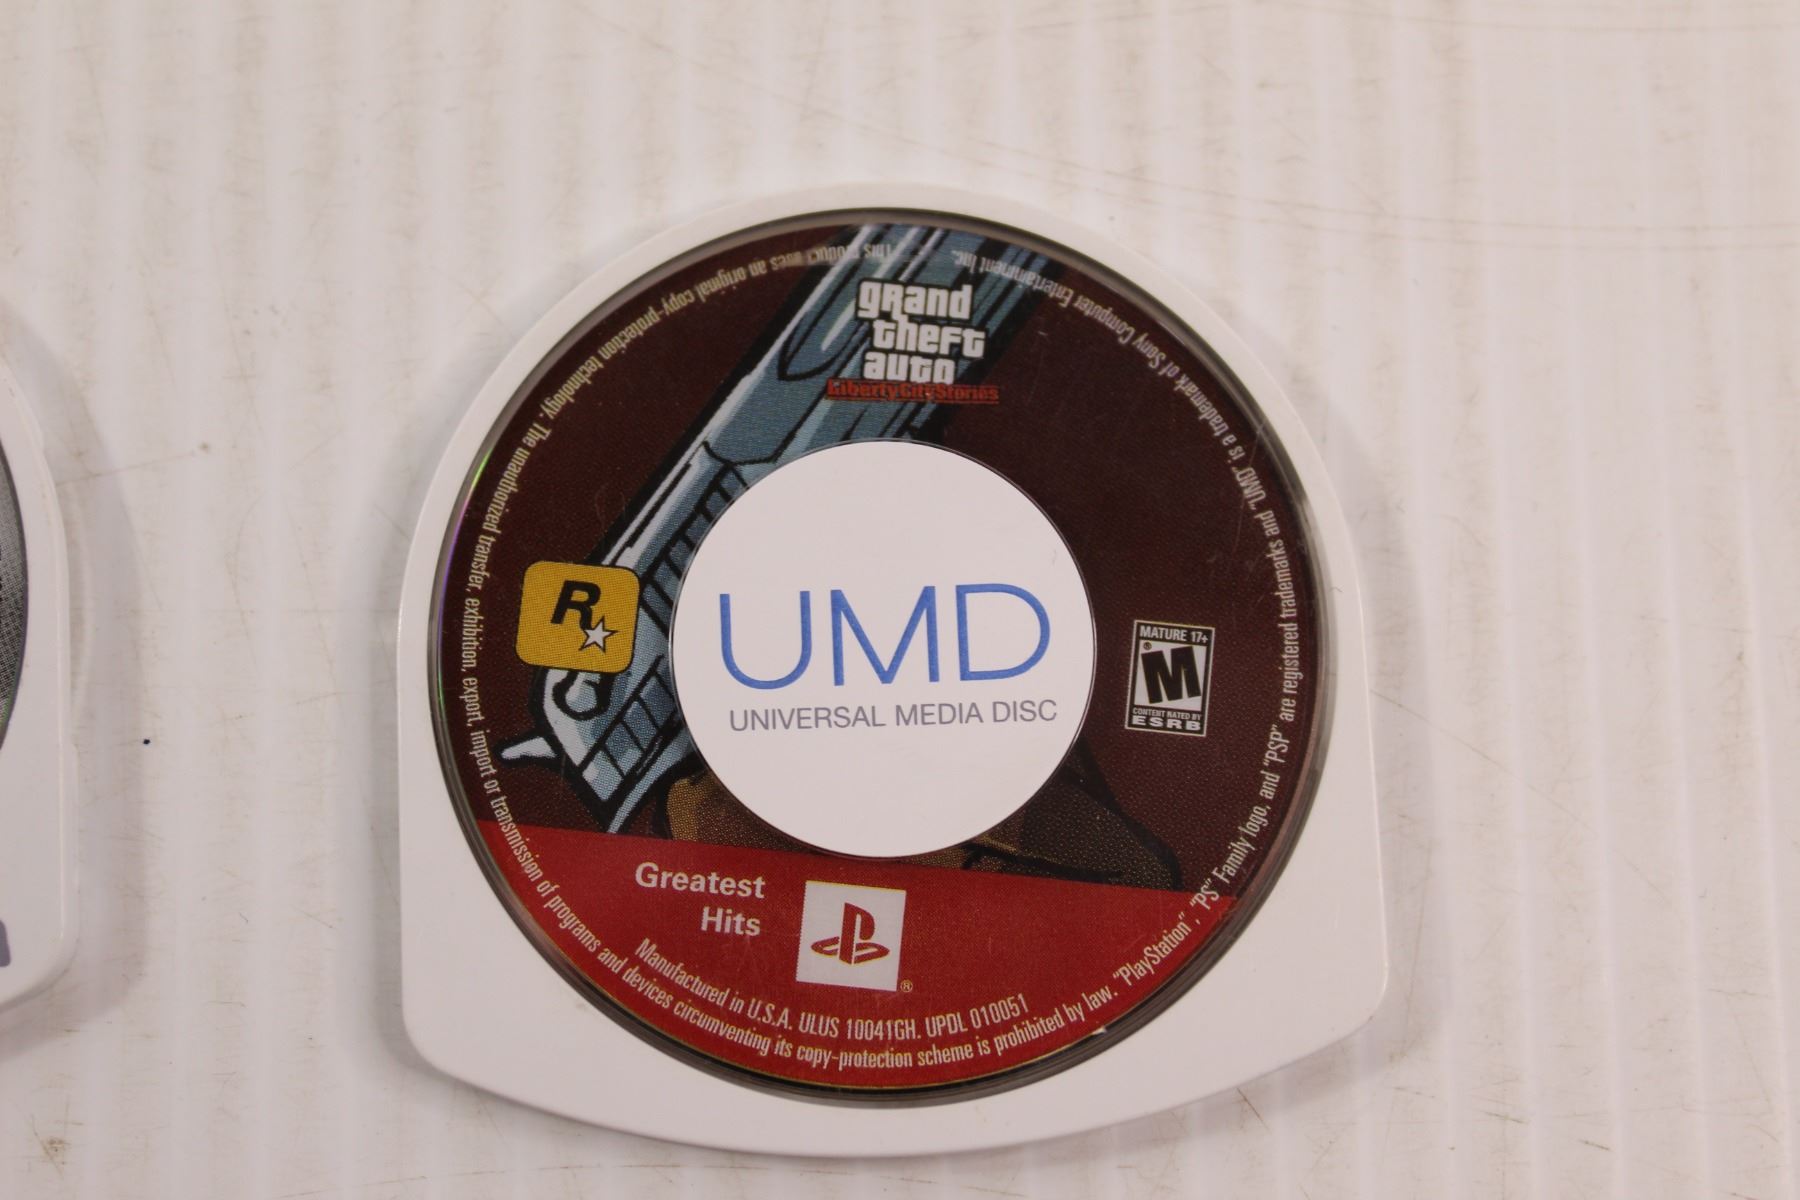 grand
theft
auto
Liberty City Stories
R
UMD
UNIVERSAL MEDIA DISC
MATURE 17+
M
®
CONTENT RATED BY
ESRB
Greatest
Hits
®
Manufactured in U.S.A. ULUS 10041GH. UPDL 010051
This product uses an original copy-protection technology. The unauthorized transfer, exhibition, export, import or transmission of programs and devices circumventing its copy-protection scheme is prohibited by law. "PlayStation", "PS" Family logo, and "PSP" are registered trademarks and "UMD" is a trademark of Sony Computer Entertainment Inc.